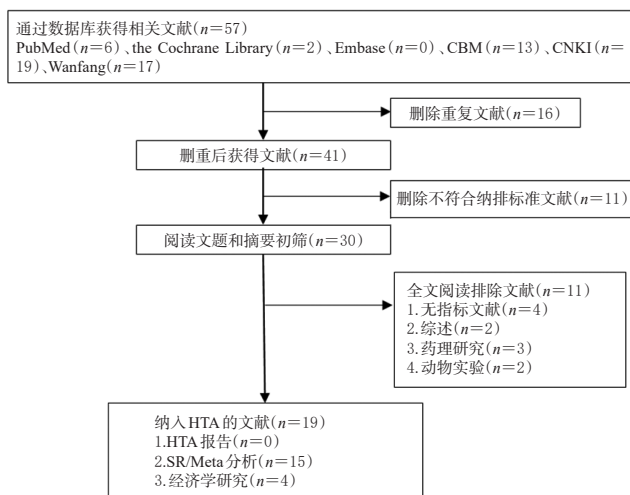 通过数据库获得相关文献(n=57)
PubMed(n=6)、the Cochrane Library(n=2)、Embase(n=0)、CBM(n=13)、CNKI(n=
19)、Wanfang(n=17)
删除重复文献(n=16)
删重后获得文献(n=41)
删除不符合纳排标准文献(n=11)
阅读文题和摘要初筛(n=30)
全文阅读排除文献(n=11)
1.无指标文献(n=4)
2.综述(n=2)
3.药理研究(n=3)
4.动物实验(n=2)
纳入HTA的文献(n=19)
1.HTA报告(n=0)
2.SR/Meta分析(n=15)
3.经济学研究(n=4)